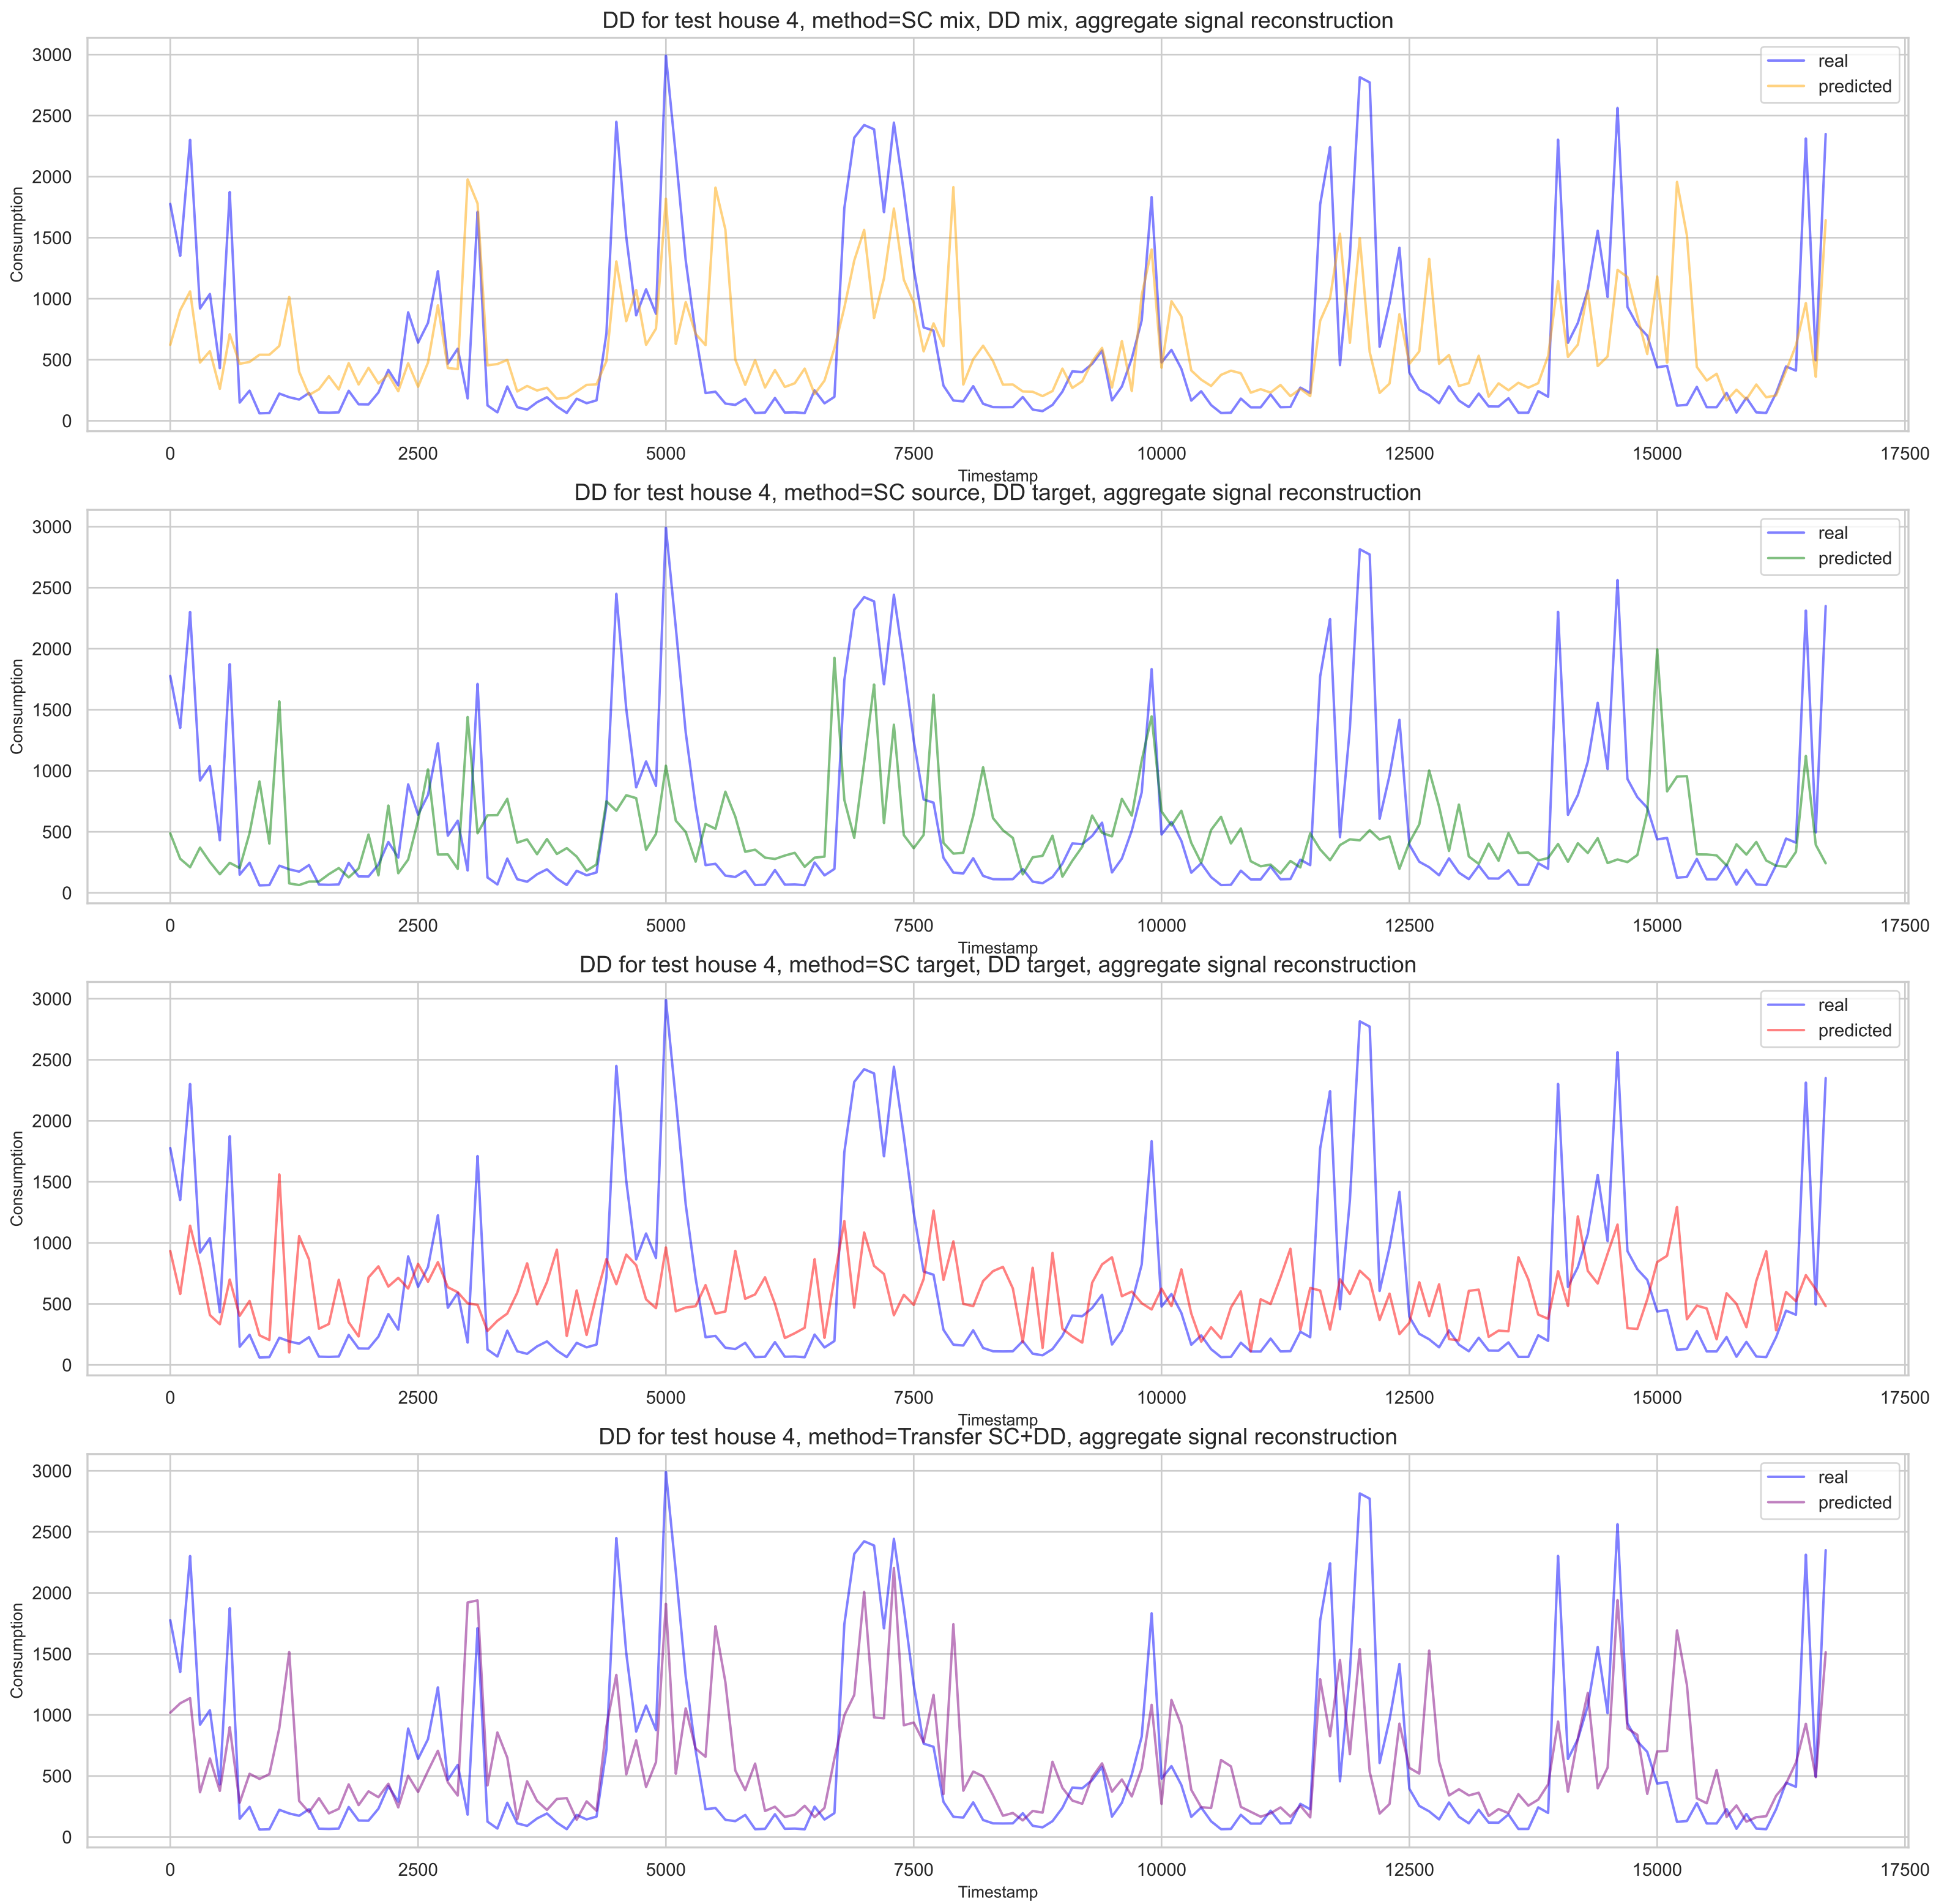 DD for test house 4, method=SC mix, DD mix, aggregate signal reconstruction
3000
2500
2000
1500
1000
500
0
Consumption
real
predicted
0 2500 5000 7500 10000 12500 15000 17500
Timestamp
DD for test house 4, method=SC source, DD target, aggregate signal reconstruction
3000
2500
2000
1500
1000
500
0
Consumption
real
predicted
0 2500 5000 7500 10000 12500 15000 17500
Timestamp
DD for test house 4, method=SC target, DD target, aggregate signal reconstruction
3000
2500
2000
1500
1000
500
0
Consumption
real
predicted
0 2500 5000 7500 10000 12500 15000 17500
Timestamp
DD for test house 4, method=Transfer SC+DD, aggregate signal reconstruction
3000
2500
2000
1500
1000
500
0
Consumption
real
predicted
0 2500 5000 7500 10000 12500 15000 17500
Timestamp